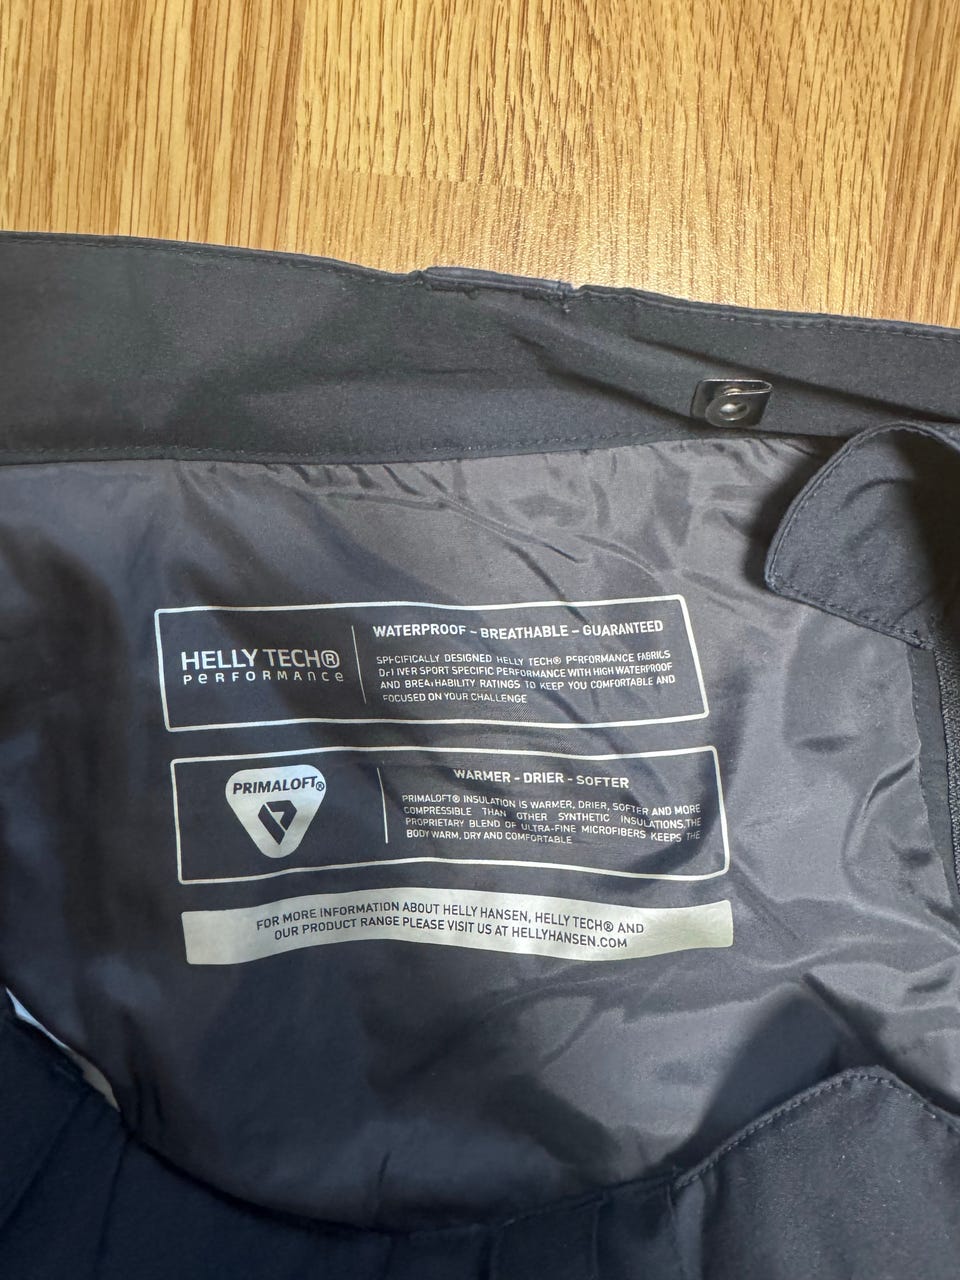 HELLY TECH®
PERFORMANCE
WATERPROOF - BREATHABLE - GUARANTEED
SPECIFICALLY DESIGNED HELLY TECH® PERFORMANCE FABRICS
DELIVER SPORT SPECIFIC PERFORMANCE WITH HIGH WATERPROOF
AND BREATHABILITY RATINGS TO KEEP YOU COMFORTABLE AND
FOCUSED ON YOUR CHALLENGE
PRIMALOFT®
WARMER - DRIER - SOFTER
PRIMALOFT® INSULATION IS WARMER, DRIER, SOFTER AND MORE
COMPRESSIBLE THAN OTHER SYNTHETIC INSULATIONS.THE
PROPRIETARY BLEND OF ULTRA-FINE MICROFIBERS KEEPS THE
BODY WARM, DRY AND COMFORTABLE
FOR MORE INFORMATION ABOUT HELLY HANSEN, HELLY TECH® AND
OUR PRODUCT RANGE PLEASE VISIT US AT HELLYHANSEN.COM